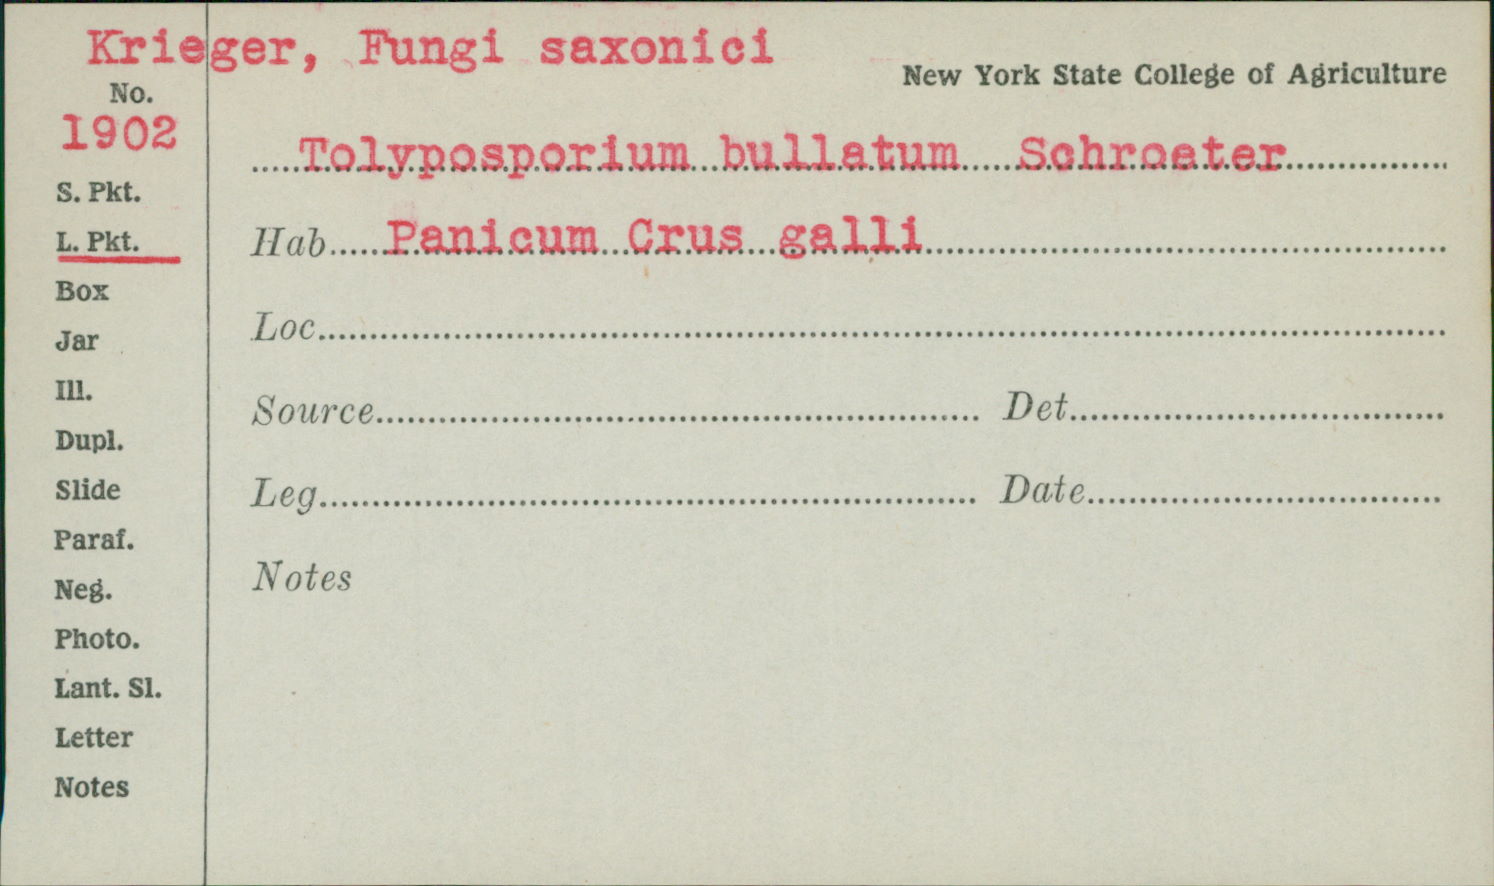 Krieger, Fungi saxonici
New York State College of Agriculture
No.
1902
Tolyposporium bullatum Schroeter
S. Pkt.
Hab. Panicum Crus galli
L. Pkt.
Box
Loc.
Jar
Ill.
Source Det.
Dupl.
Slide
Leg. Date
Paraf.
Notes
Neg.
Photo.
Lant. Sl.
Letter
Notes